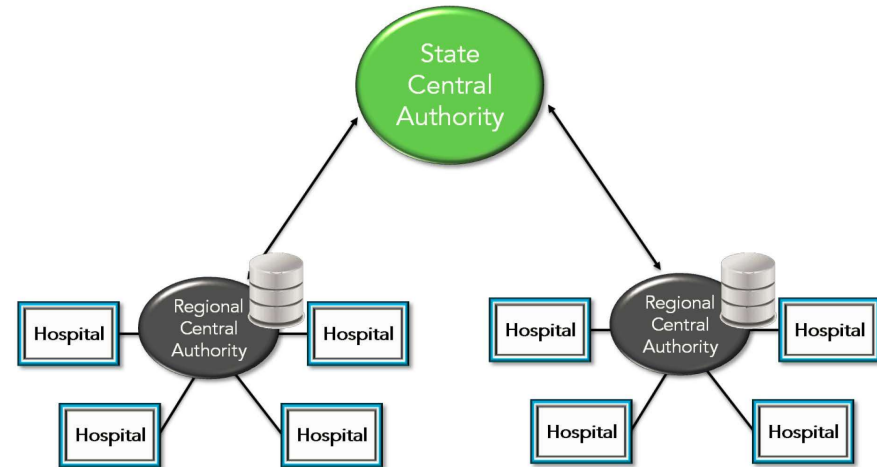 State
Central
Authority
Regional
Central
Authority
Hospital
Hospital
Hospital
Hospital
Regional
Central
Authority
Hospital
Hospital
Hospital
Hospital